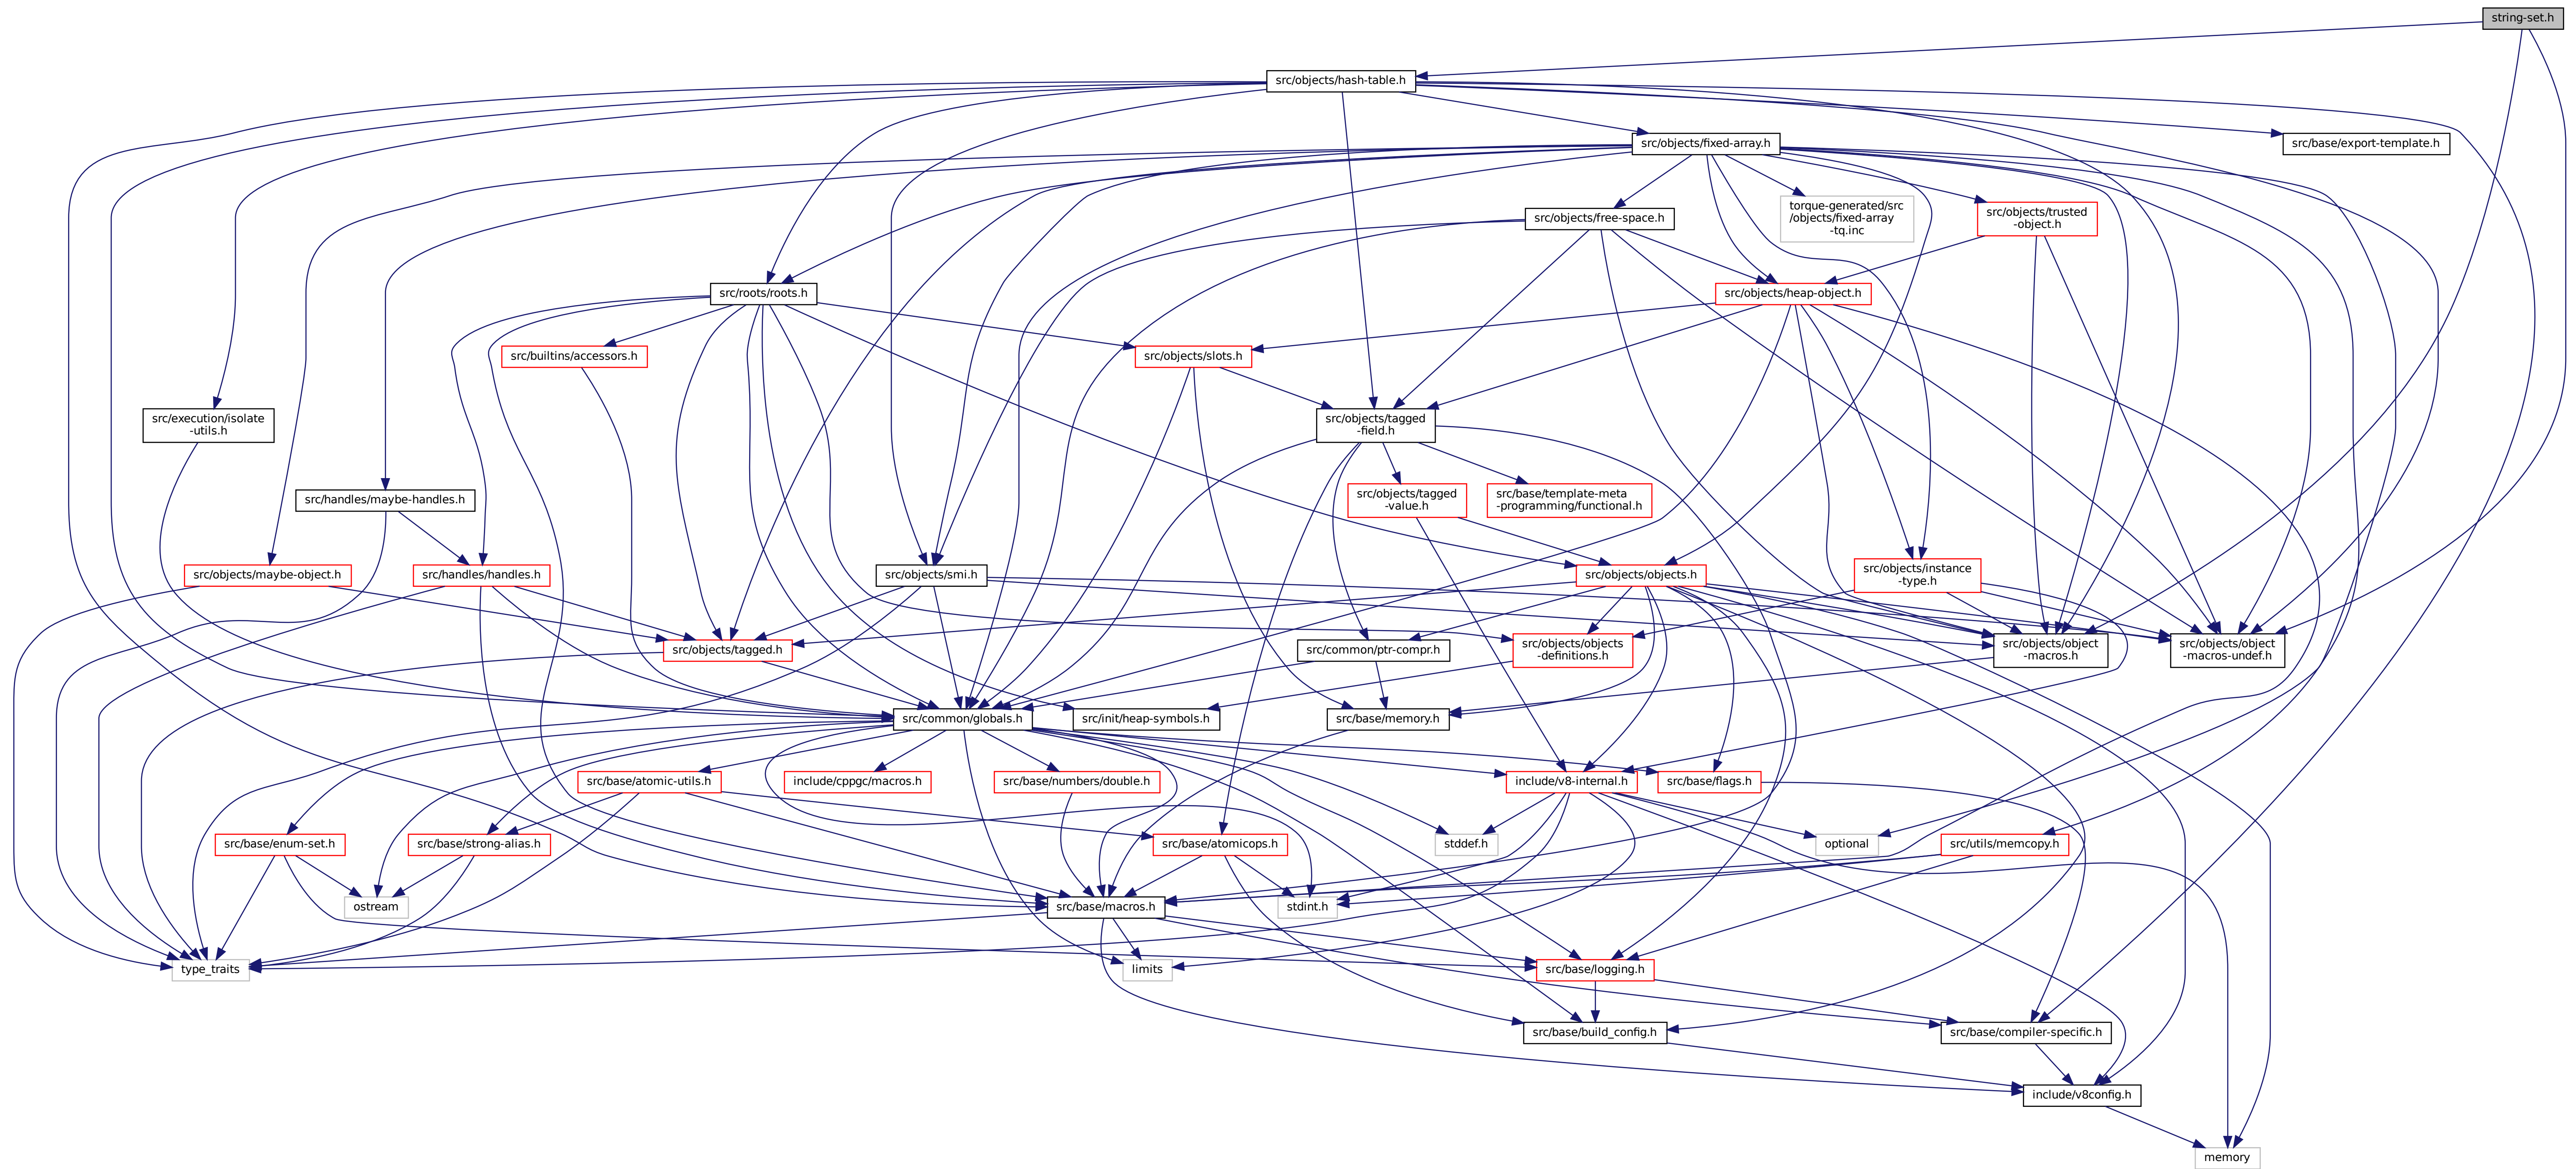 string-set.h
src/objects/hash-table.h
src/objects/fixed-array.h
src/base/export-template.h
torque-generated/src
/objects/fixed-array
-tq.inc
src/objects/trusted
-object.h
src/objects/free-space.h
src/roots/roots.h
src/objects/heap-object.h
src/builtins/accessors.h
src/objects/slots.h
src/execution/isolate
-utils.h
src/objects/tagged
-field.h
src/handles/maybe-handles.h
src/objects/tagged
-value.h
src/base/template-meta
-programming/functional.h
src/objects/maybe-object.h
src/handles/handles.h
src/objects/smi.h
src/objects/objects.h
src/objects/instance
-type.h
src/objects/tagged.h
src/common/ptr-compr.h
src/objects/objects
-definitions.h
src/objects/object
-macros.h
src/objects/object
-macros-undef.h
src/common/globals.h
src/init/heap-symbols.h
src/base/memory.h
src/base/atomic-utils.h
include/cppgc/macros.h
src/base/numbers/double.h
include/v8-internal.h
src/base/flags.h
src/base/enum-set.h
src/base/strong-alias.h
src/base/atomicops.h
stddef.h
optional
src/utils/memcopy.h
ostream
src/base/macros.h
stdint.h
type_traits
limits
src/base/logging.h
src/base/build_config.h
src/base/compiler-specific.h
include/v8config.h
memory